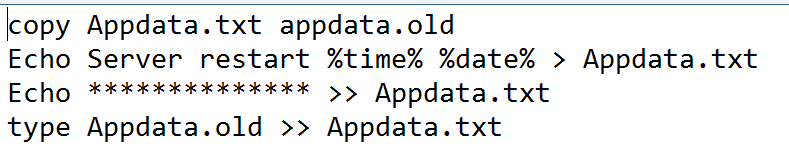 copy Appdata.txt appdata.old
Echo Server restart %time% %date% > Appdata.txt
Echo ************** >> Appdata.txt
type Appdata.old >> Appdata.txt